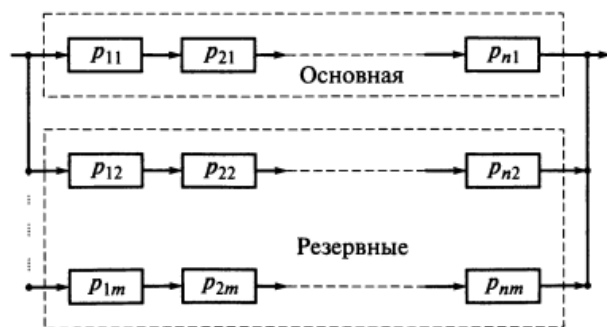 p11 p21 pn1
Основная
p12 p22 pn2
Резервные
p1m p2m pnm